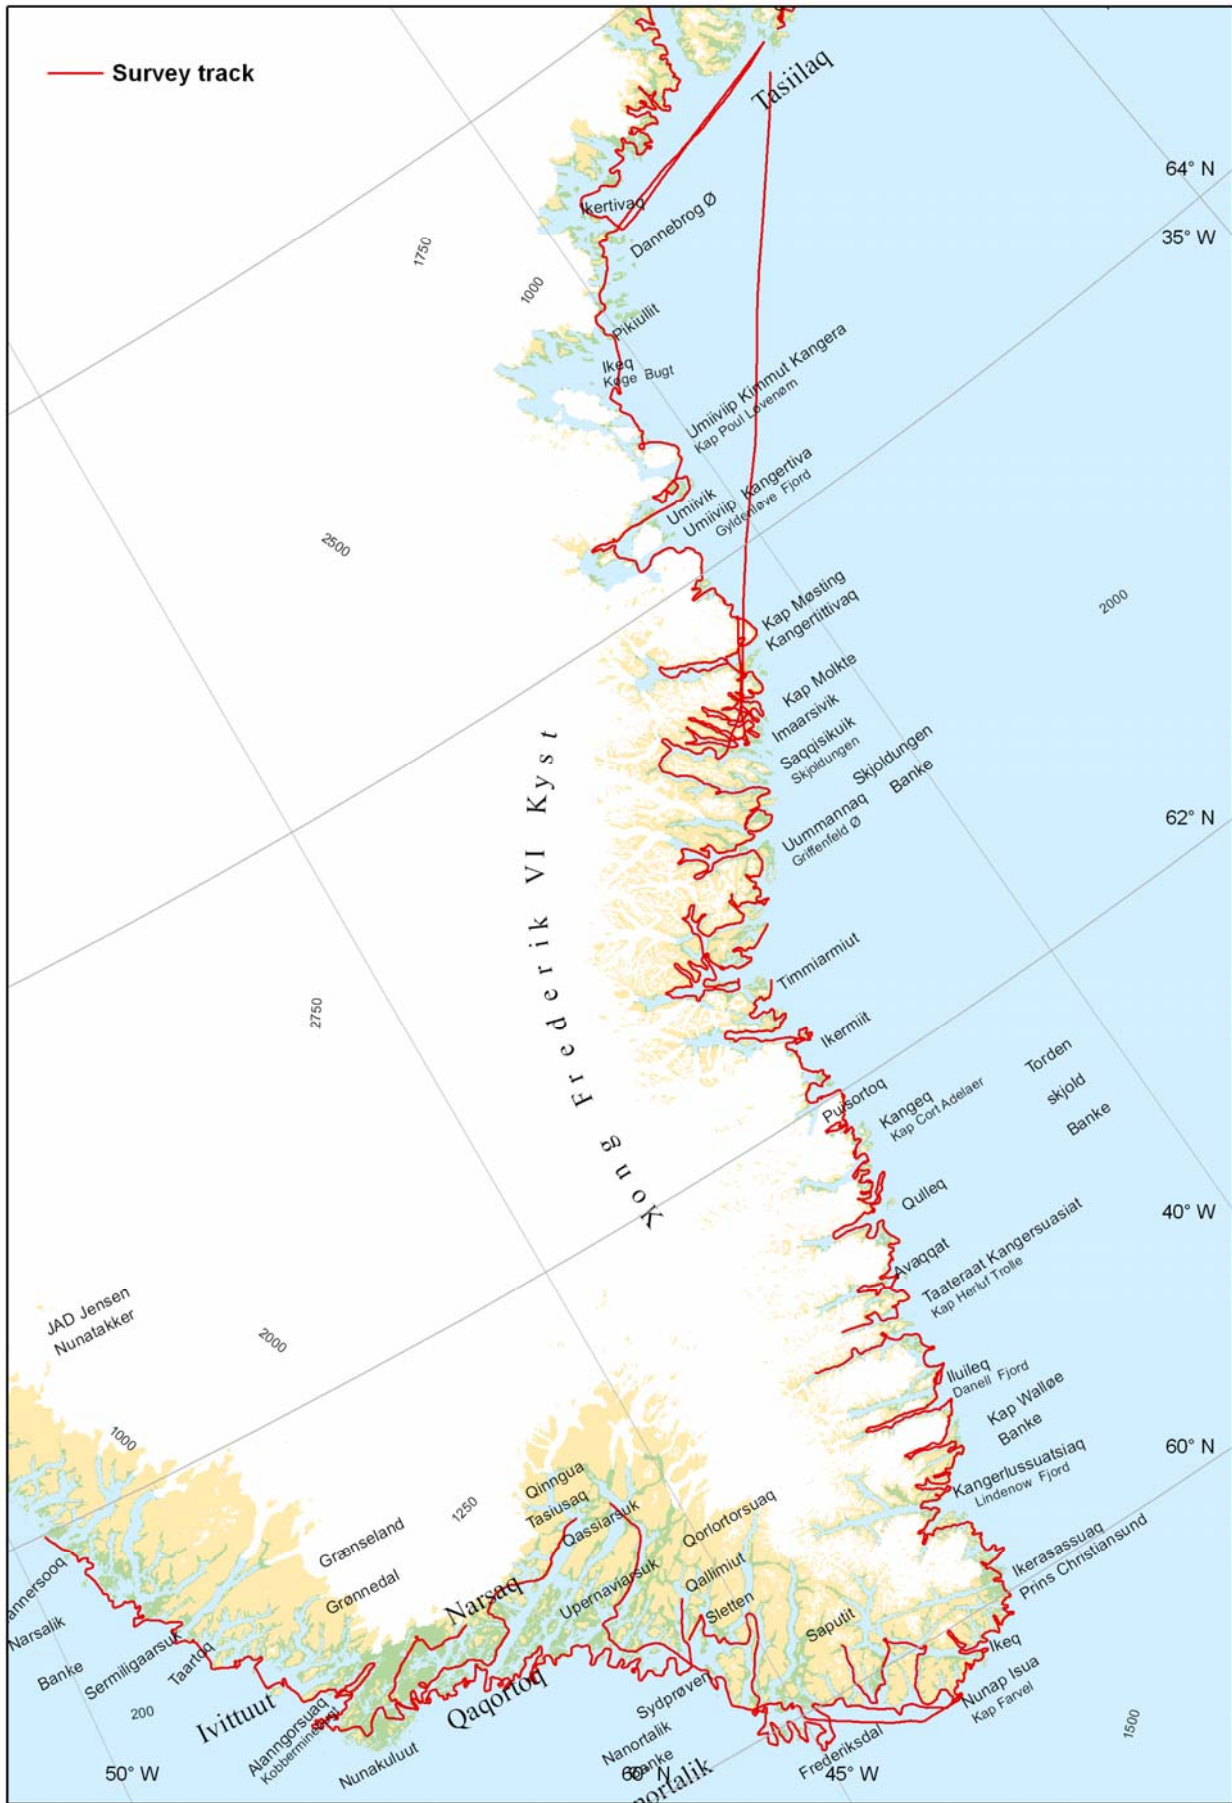 Survey track
Tasiilaq
64° N
35° W
Ikertivaq
Dannebrog Ø
1750
1000
Pikiullit
Ikeq
Køge Bugt
Umiiviip Kimmut Kangera
Kap Poul Løvenørn
Umiivik
Umiiviip Kangertiva
Gyldenløve Fjord
2500
2000
Kap Møsting
Kangertittivaq
Kap Molkte
Imaarsivik
Saqqisikuik
Skjoldungen
Skjoldungen
Banke
62° N
Uummannaq
Griffenfeld Ø
Kong Frederik VI Kyst
Timmiarmiut
2750
Ikermiit
Torden
skjold
Banke
Puisortoq
Kangeq
Kap Cort Adelaer
Qulleq
40° W
Avaqqat
Taateraat Kangersuasiat
Kap Herluf Trolle
JAD Jensen
Nunatakker
2000
Iluileq
Danell Fjord
Kap Walløe
Banke
1000
60° N
Kangerlussuatsiaq
Lindenow Fjord
Qinngua
Tasiusaq
Qassiarsuk
1250
Qorlortorsuaq
Grænseland
Grønnedal
Ikerasassuaq
Prins Christiansund
annersooq
Narsalik
Banke
Narsaq
Upernaviarsuk
Qallimiut
Sletten
Saputit
Ikeq
Sermiligaarsuk
Taartoq
200
Ivittuut
Alanngorsuaq
Kobberminebugt
Nunakuluut
Qaqortoq
Sydprøven
Nunap Isua
Kap Farvel
1500
Nanortalik
Banke
Frederiksdal
50° W
60° N
nortalik
45° W